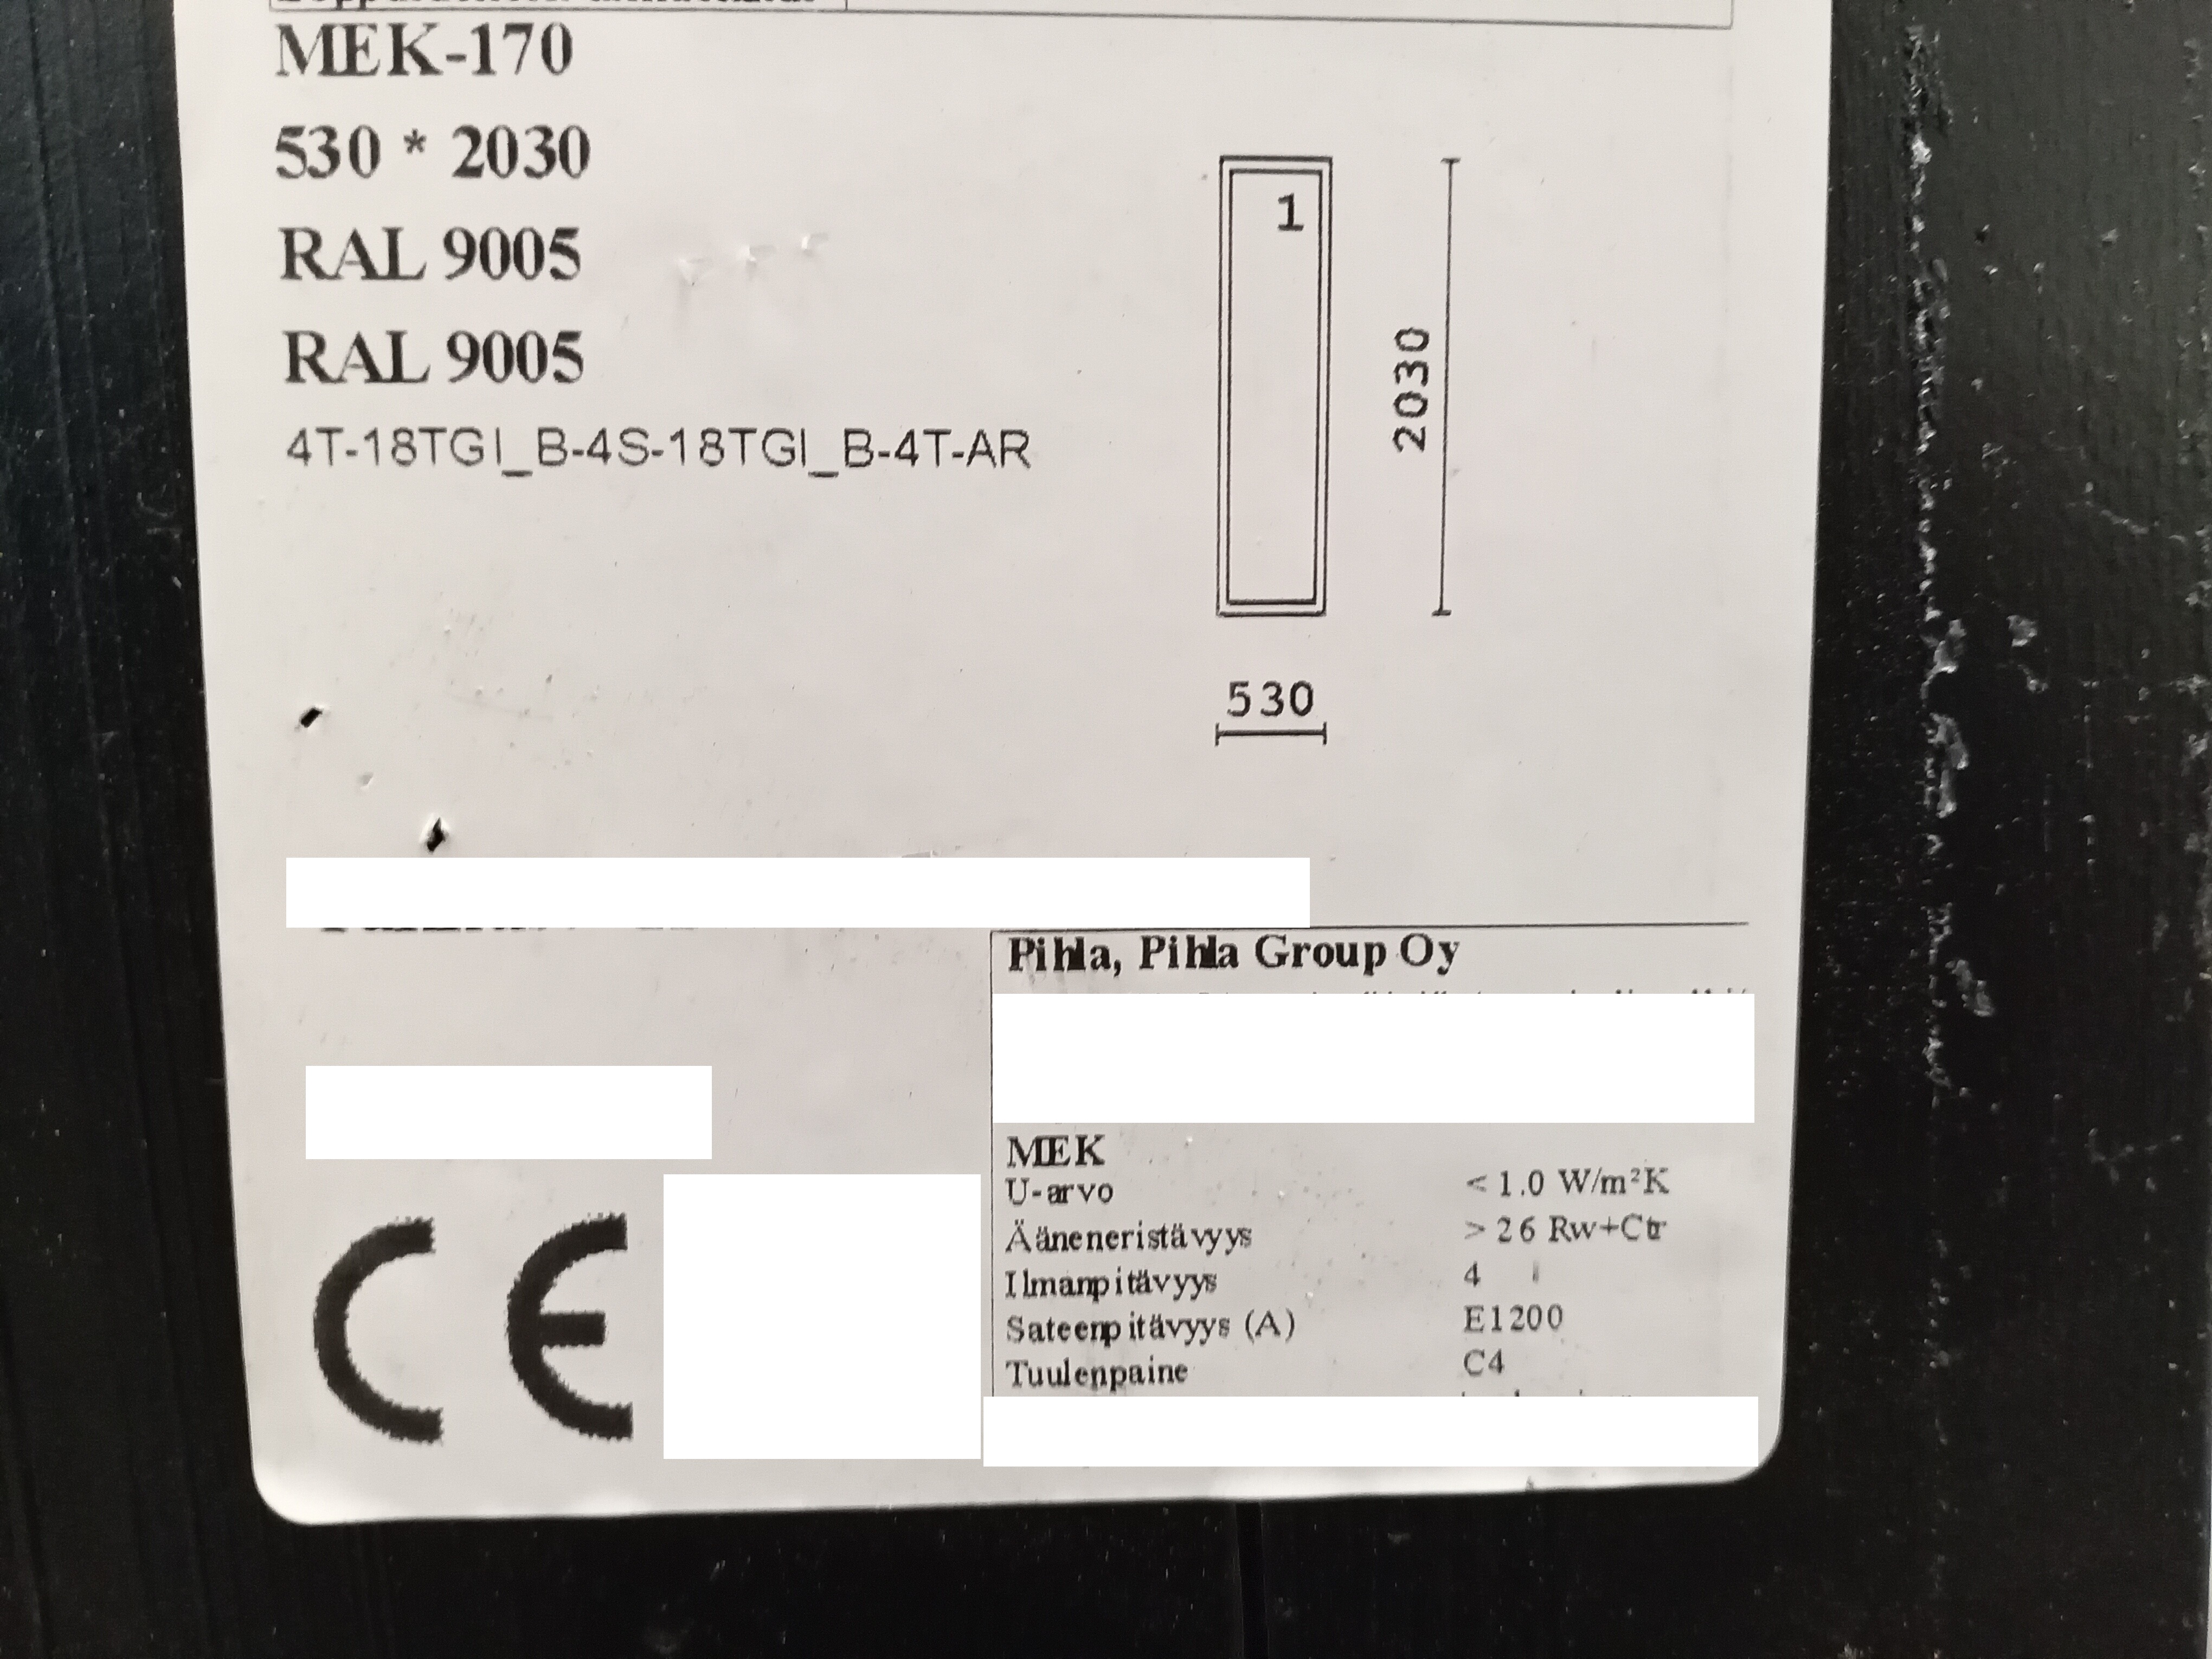 MEK-170
530 * 2030
RAL 9005
RAL 9005
4T-18TGI_B-4S-18TGI_B-4T-AR
1
2030
530
Pihla, Pihla Group Oy
MEK
U-arvo < 1.0 W/m²K
Ääneneristävyys > 26 Rw+Ctr
Ilmanpitävyys 4
Sateenpitävyys (A) E1200
Tuulenpaine C4
CE